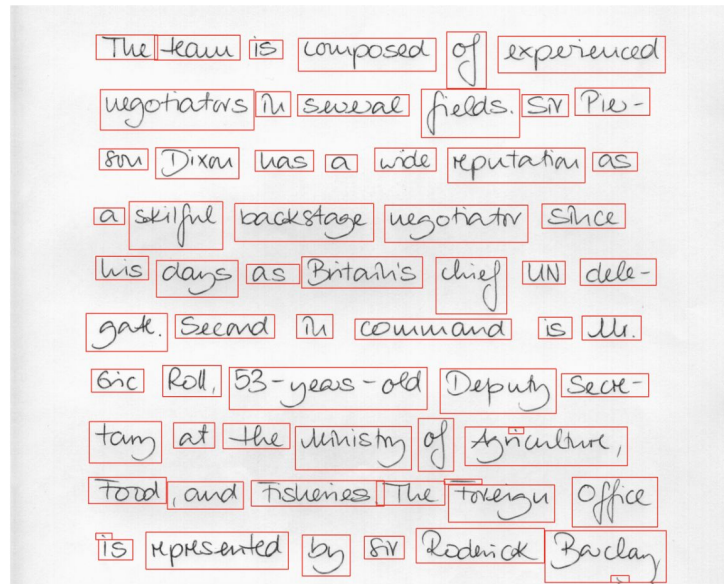 The team is composed of experienced
negotiators in several fields. Sir Pier-
son Dixon has a wide reputation as
a skilful backstage negotiator since
his days as Britain's chief UN dele-
gate. Second in command is Mr.
Eric Roll, 53-years-old Deputy Secre-
tary at the Ministry of Agriculture,
Food, and Fisheries. The Foreign Office
is represented by Sir Roderick Barclay